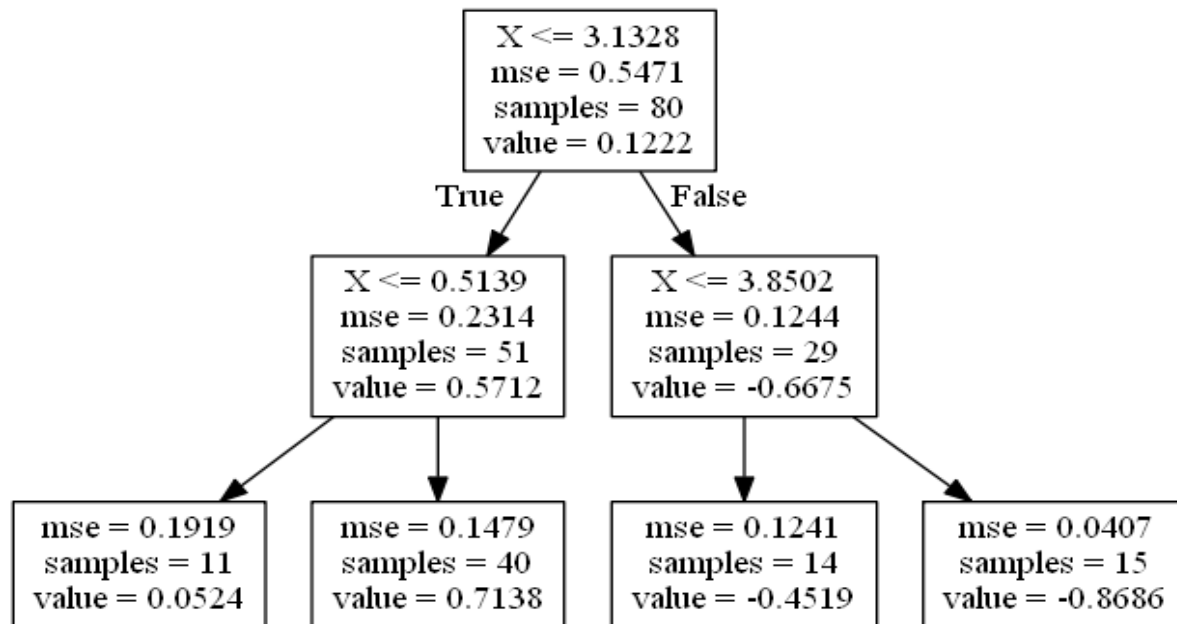 X <= 3.1328
mse = 0.5471
samples = 80
value = 0.1222
True
False
X <= 0.5139
mse = 0.2314
samples = 51
value = 0.5712
X <= 3.8502
mse = 0.1244
samples = 29
value = -0.6675
mse = 0.1919
samples = 11
value = 0.0524
mse = 0.1479
samples = 40
value = 0.7138
mse = 0.1241
samples = 14
value = -0.4519
mse = 0.0407
samples = 15
value = -0.8686